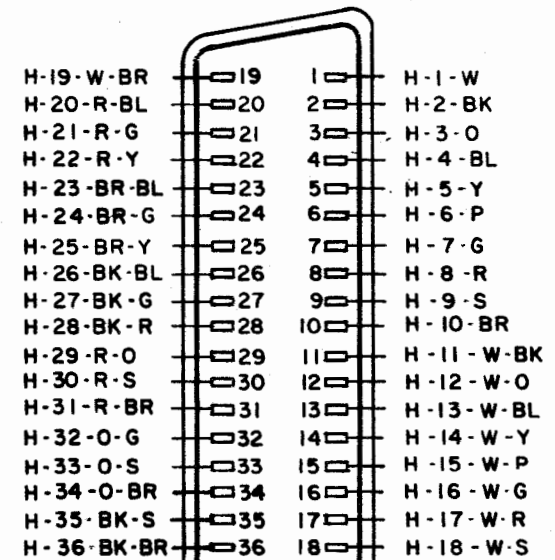 H-19-W-BR 19 1 H-1-W
H-20-R-BL 20 2 H-2-BK
H-21-R-G 21 3 H-3-O
H-22-R-Y 22 4 H-4-BL
H-23-BR-BL 23 5 H-5-Y
H-24-BR-G 24 6 H-6-P
H-25-BR-Y 25 7 H-7-G
H-26-BK-BL 26 8 H-8-R
H-27-BK-G 27 9 H-9-S
H-28-BK-R 28 10 H-10-BR
H-29-R-O 29 11 H-11-W-BK
H-30-R-S 30 12 H-12-W-O
H-31-R-BR 31 13 H-13-W-BL
H-32-O-G 32 14 H-14-W-Y
H-33-O-S 33 15 H-15-W-P
H-34-O-BR 34 16 H-16-W-G
H-35-BK-S 35 17 H-17-W-R
H-36-BK-BR 36 18 H-18-W-S